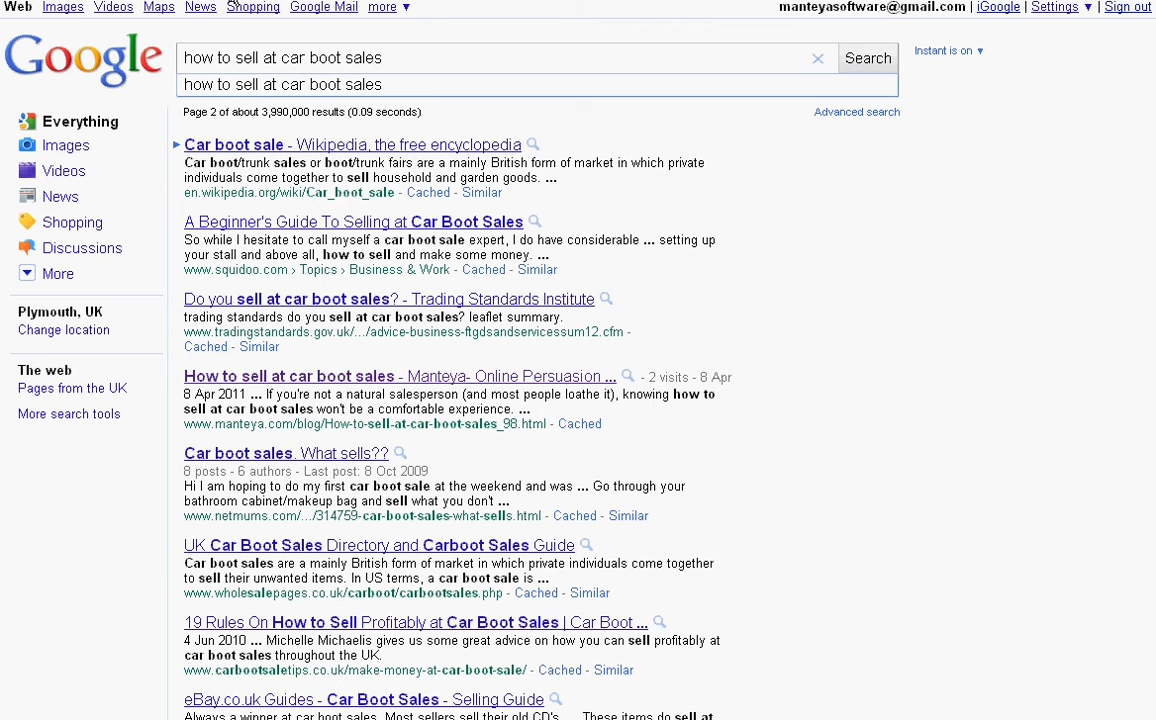 Web Images Videos Maps News Shopping Google Mail more ▼ manteyasoftware@gmail.com | iGoogle | Settings ▼ | Sign out
Google
how to sell at car boot sales × Search Instant is on ▼
how to sell at car boot sales
Page 2 of about 3,990,000 results (0.09 seconds) Advanced search
Everything
Images
Videos
News
Shopping
Discussions
More
Plymouth, UK
Change location
The web
Pages from the UK
More search tools
Car boot sale - Wikipedia, the free encyclopedia
Car boot/trunk sales or boot/trunk fairs are a mainly British form of market in which private
individuals come together to sell household and garden goods. ...
en.wikipedia.org/wiki/Car_boot_sale - Cached - Similar
A Beginner's Guide To Selling at Car Boot Sales
So while I hesitate to call myself a car boot sale expert, I do have considerable ... setting up
your stall and above all, how to sell and make some money. ...
www.squidoo.com › Topics › Business & Work - Cached - Similar
Do you sell at car boot sales? - Trading Standards Institute
trading standards do you sell at car boot sales? leaflet summary.
www.tradingstandards.gov.uk/.../advice-business-ftgdsandservicessum12.cfm -
Cached - Similar
How to sell at car boot sales - Manteya- Online Persuasion ... - 2 visits - 8 Apr
8 Apr 2011 ... If you're not a natural salesperson (and most people loathe it), knowing how to
sell at car boot sales won't be a comfortable experience. ...
www.manteya.com/blog/How-to-sell-at-car-boot-sales_98.html - Cached
Car boot sales. What sells??
8 posts - 6 authors - Last post: 8 Oct 2009
Hi I am hoping to do my first car boot sale at the weekend and was ... Go through your
bathroom cabinet/makeup bag and sell what you don't ...
www.netmums.com/.../314759-car-boot-sales-what-sells.html - Cached - Similar
UK Car Boot Sales Directory and Carboot Sales Guide
Car boot sales are a mainly British form of market in which private individuals come together
to sell their unwanted items. In US terms, a car boot sale is ...
www.wholesalepages.co.uk/carboot/carbootsales.php - Cached - Similar
19 Rules On How to Sell Profitably at Car Boot Sales | Car Boot ...
4 Jun 2010 ... Michelle Michaelis gives us some great advice on how you can sell profitably at
car boot sales throughout the UK.
www.carbootsaletips.co.uk/make-money-at-car-boot-sale/ - Cached - Similar
eBay.co.uk Guides - Car Boot Sales - Selling Guide
Always a winner at car boot sales. Most sellers sell their old CD's ... These items do sell at